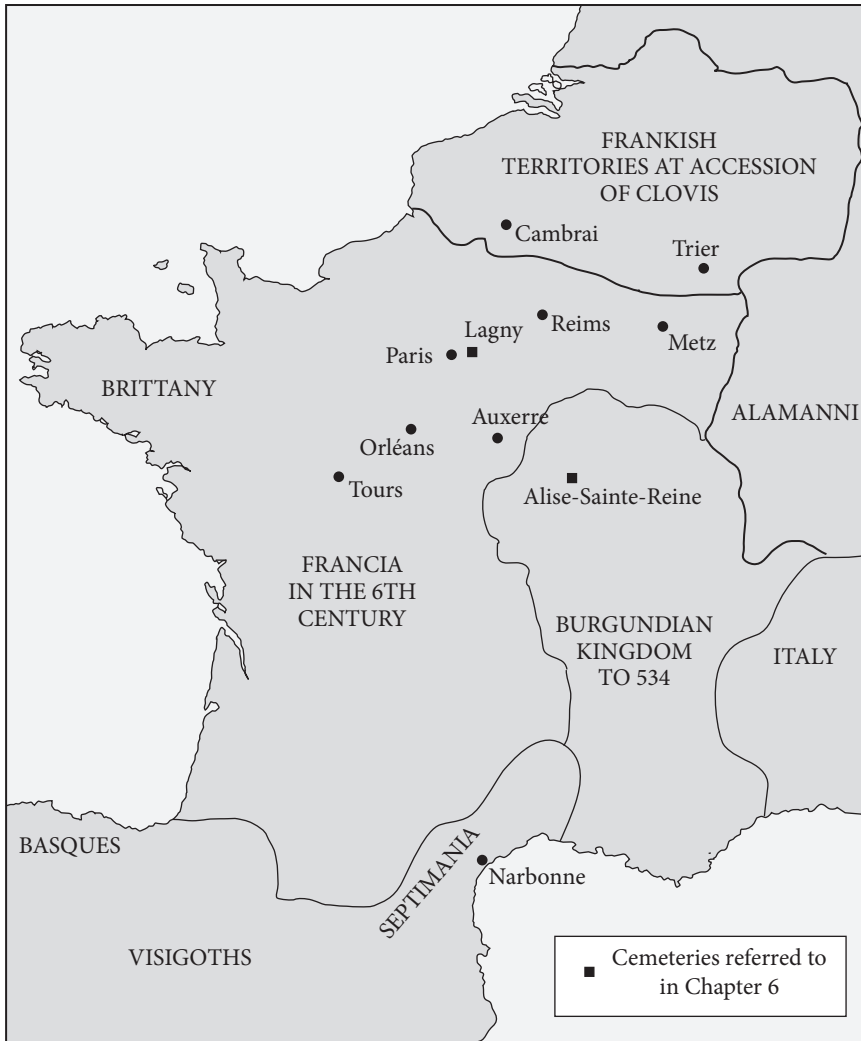 FRANKISH
TERRITORIES AT ACCESSION
OF CLOVIS
Cambrai
Trier
Reims
Lagny
Metz
Paris
BRITTANY
ALAMANNI
Auxerre
Orléans
Tours
Alise-Sainte-Reine
FRANCIA
IN THE 6TH
CENTURY
BURGUNDIAN
KINGDOM
TO 534
ITALY
BASQUES
SEPTIMANIA
Narbonne
VISIGOTHS
Cemeteries referred to
in Chapter 6